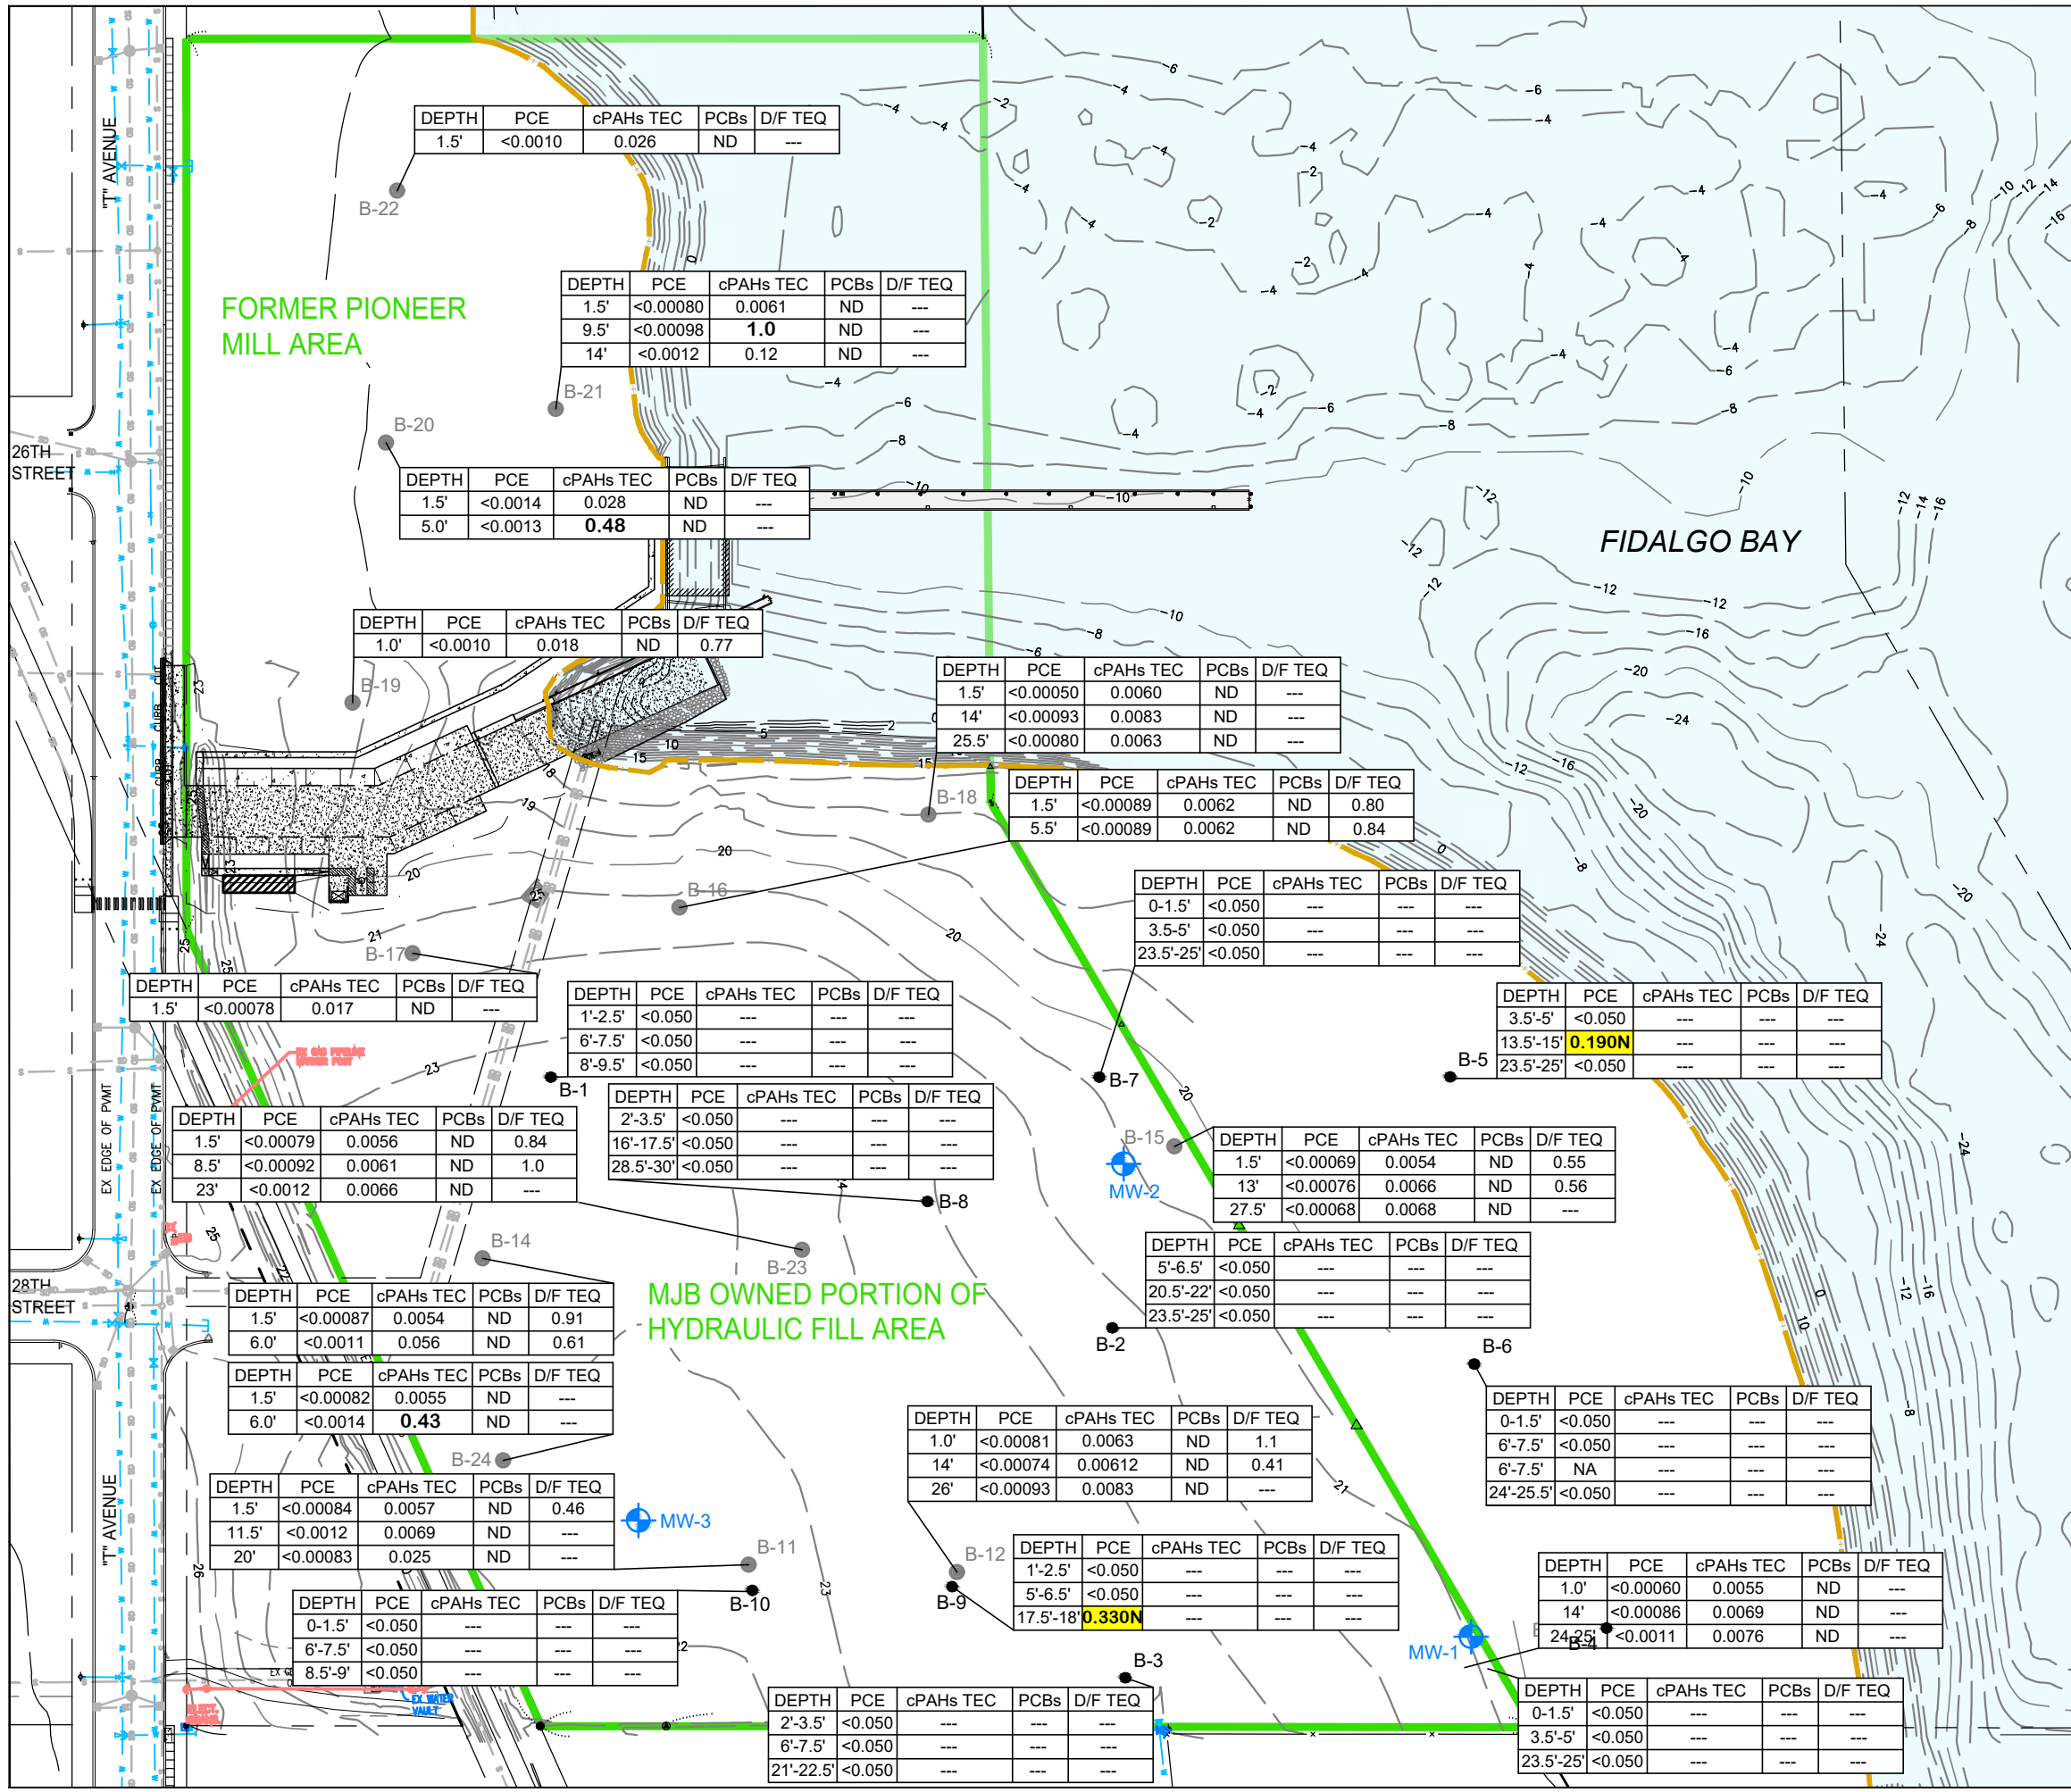 "T" AVENUE
DEPTH PCE cPAHs TEC PCBs D/F TEQ
1.5' <0.0010 0.026 ND ---
B-22
FORMER PIONEER
MILL AREA
DEPTH PCE cPAHs TEC PCBs D/F TEQ
1.5' <0.00080 0.0061 ND ---
9.5' <0.00098 1.0 ND ---
14' <0.0012 0.12 ND ---
B-21
B-20
26TH
STREET
DEPTH PCE cPAHs TEC PCBs D/F TEQ
1.5' <0.0014 0.028 ND ---
5.0' <0.0013 0.48 ND ---
FIDALGO BAY
DEPTH PCE cPAHs TEC PCBs D/F TEQ
1.0' <0.0010 0.018 ND 0.77
B-19
CURB CUT
DEPTH PCE cPAHs TEC PCBs D/F TEQ
1.5' <0.00050 0.0060 ND ---
14' <0.00093 0.0083 ND ---
25.5' <0.00080 0.0063 ND ---
B-18
DEPTH PCE cPAHs TEC PCBs D/F TEQ
1.5' <0.00089 0.0062 ND 0.80
5.5' <0.00089 0.0062 ND 0.84
B-16
DEPTH PCE cPAHs TEC PCBs D/F TEQ
0-1.5' <0.050 --- --- ---
3.5-5' <0.050 --- --- ---
23.5'-25' <0.050 --- --- ---
B-17
DEPTH PCE cPAHs TEC PCBs D/F TEQ
1.5' <0.00078 0.017 ND ---
DEPTH PCE cPAHs TEC PCBs D/F TEQ
1'-2.5' <0.050 --- --- ---
6'-7.5' <0.050 --- --- ---
8'-9.5' <0.050 --- --- ---
B-1
B-7
DEPTH PCE cPAHs TEC PCBs D/F TEQ
3.5'-5' <0.050 --- --- ---
13.5'-15' 0.190N --- --- ---
23.5'-25' <0.050 --- --- ---
B-5
EX EDGE OF PVMT
EX EDGE OF PVMT
DEPTH PCE cPAHs TEC PCBs D/F TEQ
2'-3.5' <0.050 --- --- ---
16'-17.5' <0.050 --- --- ---
28.5'-30' <0.050 --- --- ---
B-8
DEPTH PCE cPAHs TEC PCBs D/F TEQ
1.5' <0.00079 0.0056 ND 0.84
8.5' <0.00092 0.0061 ND 1.0
23' <0.0012 0.0066 ND ---
B-15
MW-2
DEPTH PCE cPAHs TEC PCBs D/F TEQ
1.5' <0.00069 0.0054 ND 0.55
13' <0.00076 0.0066 ND 0.56
27.5' <0.00068 0.0068 ND ---
B-14
B-23
DEPTH PCE cPAHs TEC PCBs D/F TEQ
5'-6.5' <0.050 --- --- ---
20.5'-22' <0.050 --- --- ---
23.5'-25' <0.050 --- --- ---
28TH
STREET
MJB OWNED PORTION OF
HYDRAULIC FILL AREA
DEPTH PCE cPAHs TEC PCBs D/F TEQ
1.5' <0.00087 0.0054 ND 0.91
6.0' <0.0011 0.056 ND 0.61
B-2
B-6
DEPTH PCE cPAHs TEC PCBs D/F TEQ
1.5' <0.00082 0.0055 ND ---
6.0' <0.0014 0.43 ND ---
B-24
DEPTH PCE cPAHs TEC PCBs D/F TEQ
0-1.5' <0.050 --- --- ---
6'-7.5' <0.050 --- --- ---
6'-7.5' NA --- --- ---
24'-25.5' <0.050 --- --- ---
DEPTH PCE cPAHs TEC PCBs D/F TEQ
1.0' <0.00081 0.0063 ND 1.1
14' <0.00074 0.00612 ND 0.41
26' <0.00093 0.0083 ND ---
"T" AVENUE
DEPTH PCE cPAHs TEC PCBs D/F TEQ
1.5' <0.00084 0.0057 ND 0.46
11.5' <0.0012 0.0069 ND ---
20' <0.00083 0.025 ND ---
MW-3
B-11
B-10
B-12
B-9
DEPTH PCE cPAHs TEC PCBs D/F TEQ
1'-2.5' <0.050 --- --- ---
5'-6.5' <0.050 --- --- ---
17.5'-18' 0.330N --- --- ---
DEPTH PCE cPAHs TEC PCBs D/F TEQ
1.0' <0.00060 0.0055 ND ---
14' <0.00086 0.0069 ND ---
<0.0011 0.0076 ND ---
B-4
MW-1
DEPTH PCE cPAHs TEC PCBs D/F TEQ
0-1.5' <0.050 --- --- ---
6'-7.5' <0.050 --- --- ---
8.5'-9' <0.050 --- --- ---
B-3
EX WATER
VAULT
DEPTH PCE cPAHs TEC PCBs D/F TEQ
2'-3.5' <0.050 --- --- ---
6'-7.5' <0.050 --- --- ---
21'-22.5' <0.050 --- --- ---
DEPTH PCE cPAHs TEC PCBs D/F TEQ
0-1.5' <0.050 --- --- ---
3.5'-5' <0.050 --- --- ---
23.5'-25' <0.050 --- --- ---